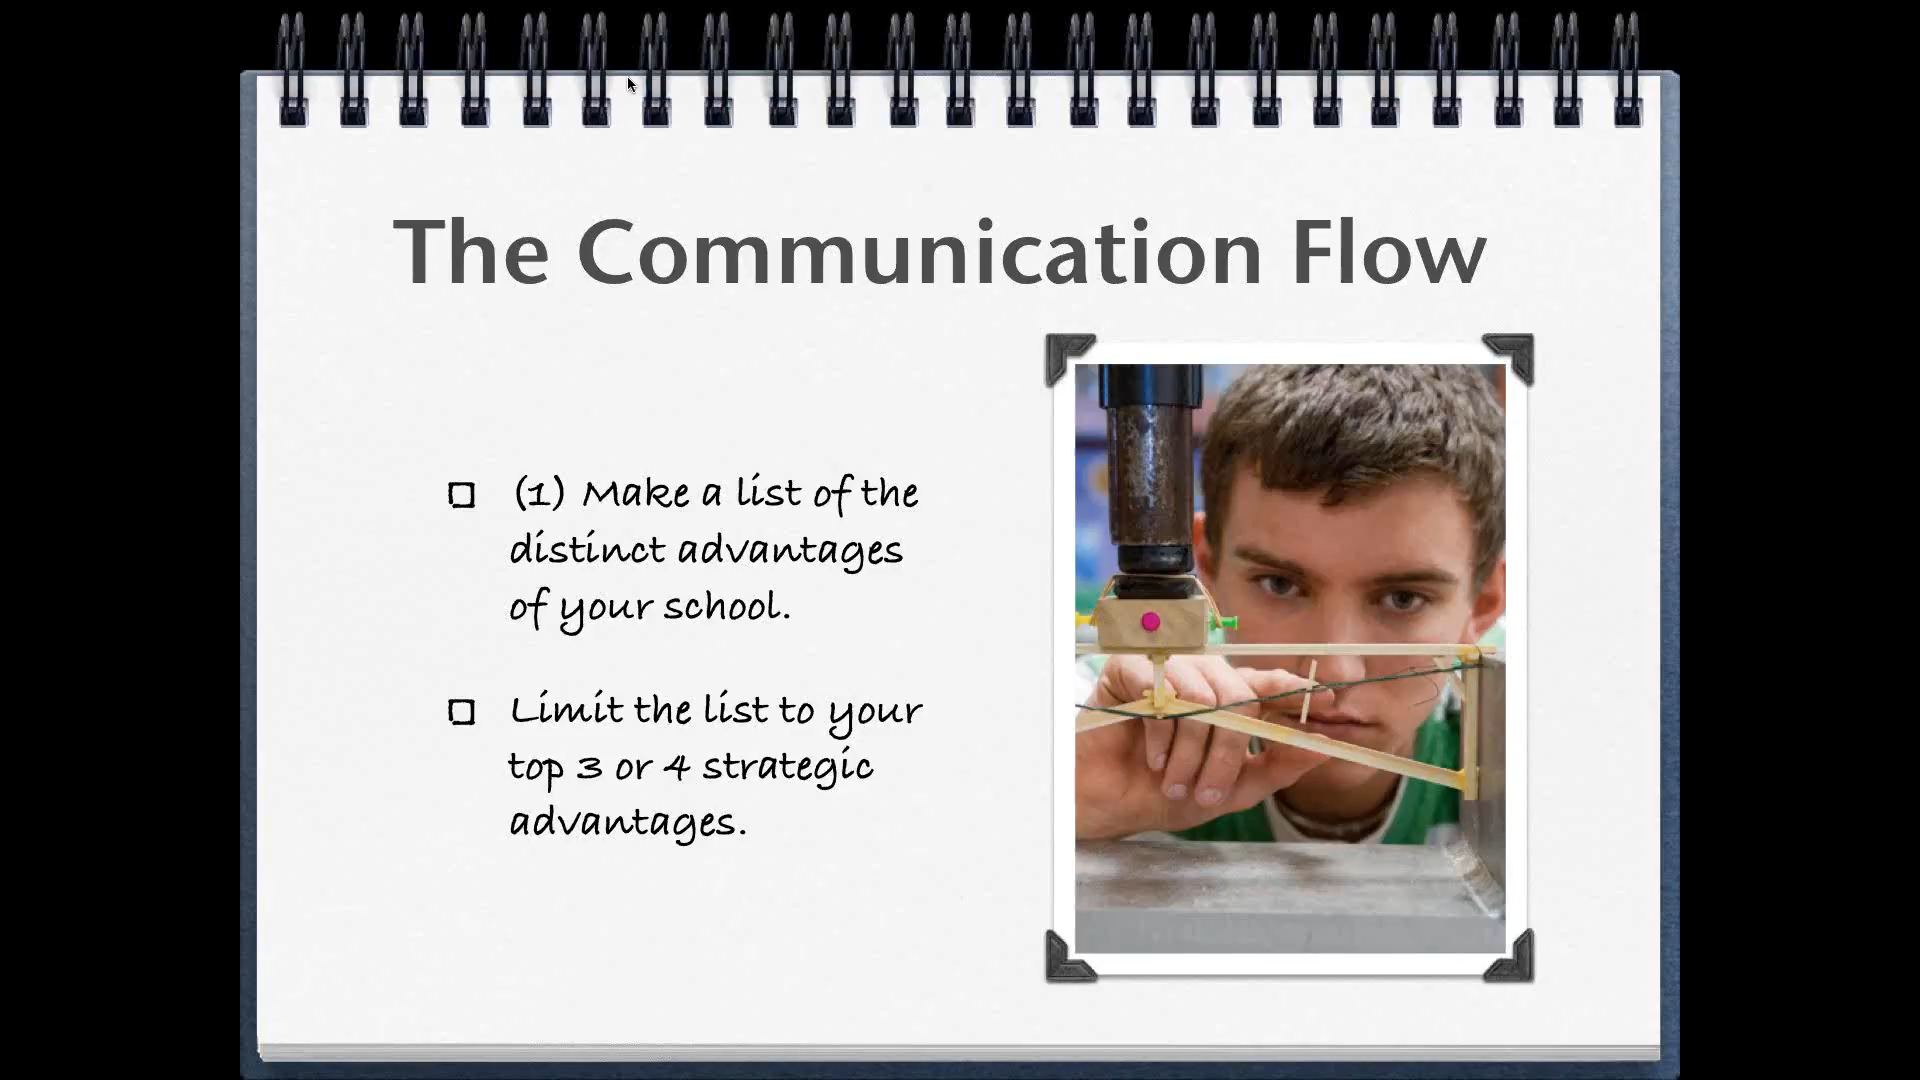 The Communication Flow
(1) Make a list of the
distinct advantages
of your school.
Limit the list to your
top 3 or 4 strategic
advantages.